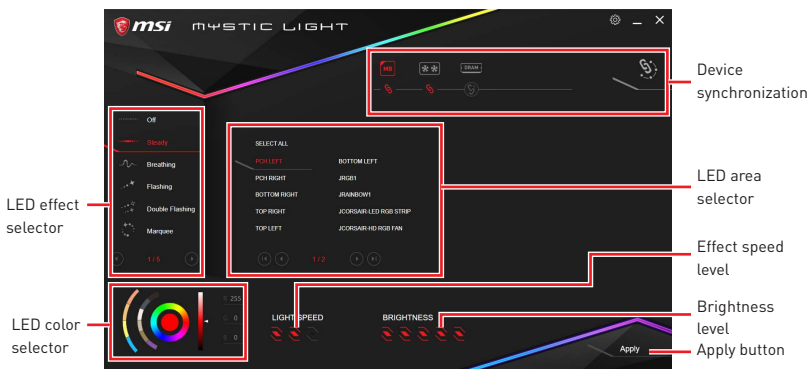 msi MYSTIC LIGHT
MB
DRAM
Device
synchronization
Off
Steady
Breathing
Flashing
Double Flashing
Marquee
1/5
LED effect
selector
SELECT ALL
PCH LEFT BOTTOM LEFT
PCH RIGHT JRGB1
BOTTOM RIGHT JRAINBOW1
TOP RIGHT JCORSAIR-LED RGB STRIP
TOP LEFT JCORSAIR-HD RGB FAN
1/2
LED area
selector
Effect speed
level
R 255
G 0
B 0
LED color
selector
LIGHT SPEED
BRIGHTNESS
Brightness
level
Apply
Apply button